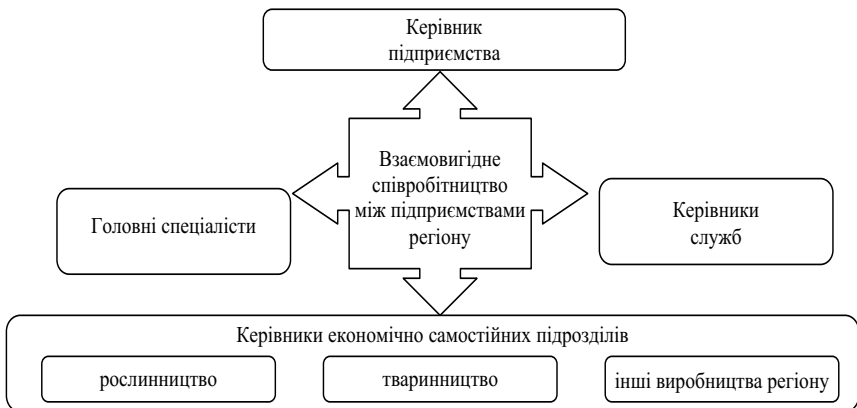 Керівник
підприємства
Взаємовигідне
співробітництво
між підприємствами
регіону
Головні спеціалісти
Керівники
служб
Керівники економічно самостійних підрозділів
рослинництво
тваринництво
інші виробництва регіону